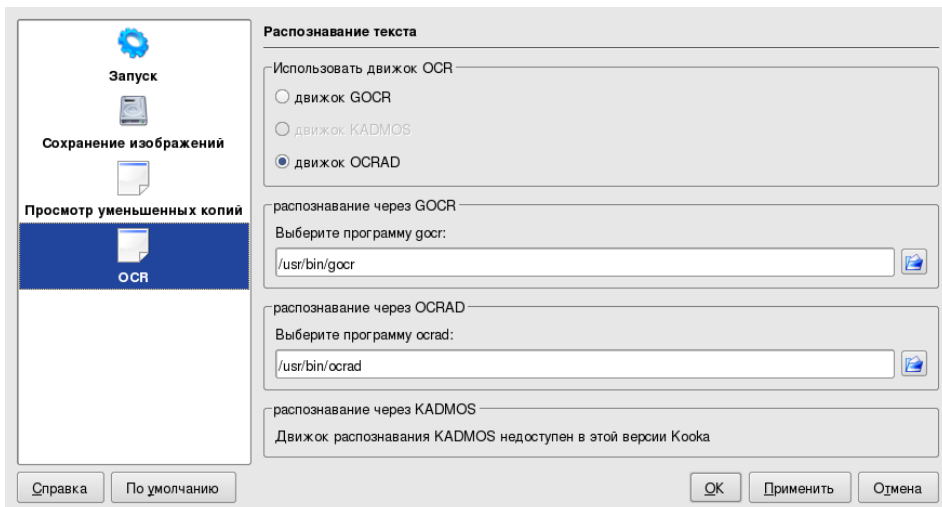 Запуск
Сохранение изображений
Просмотр уменьшенных копий
OCR
Распознавание текста
Использовать движок OCR
движок GOCR
движок KADMOS
движок OCRAD
распознавание через GOCR
Выберите программу gocr:
/usr/bin/gocr
распознавание через OCRAD
Выберите программу ocrad:
/usr/bin/ocrad
распознавание через KADMOS
Движок распознавания KADMOS недоступен в этой версии Kooka
Справка По умолчанию OK Применить Отмена